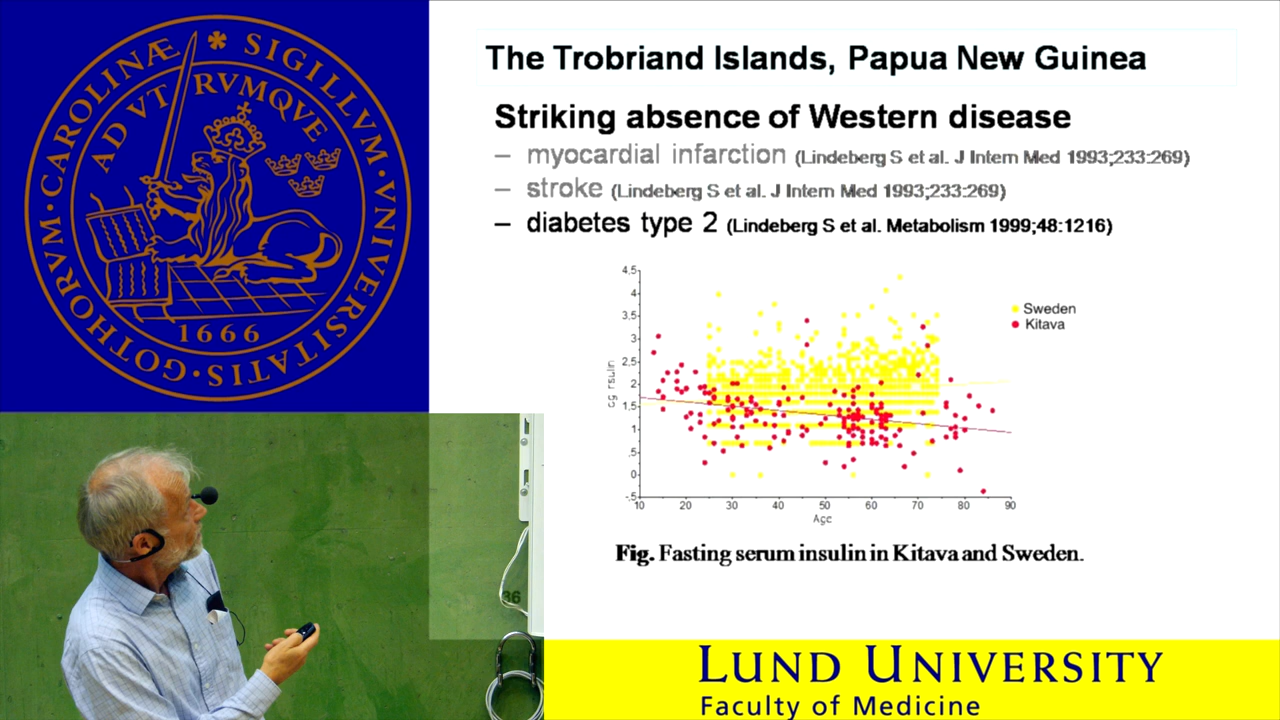 SIGILLVM · VNIVERSITATIS · GOTHORVM · CAROLINÆ
AD VTRVMQVE
1666
The Trobriand Islands, Papua New Guinea
Striking absence of Western disease
– myocardial infarction (Lindeberg S et al. J Intern Med 1993;233:269)
– stroke (Lindeberg S et al. J Intern Med 1993;233:269)
– diabetes type 2 (Lindeberg S et al. Metabolism 1999;48:1216)
4.5
4
3.5
3
2.5
2
1.5
1
.5
0
-.5
10 20 30 40 50 60 70 80 90
Age
Sweden
Kitava
Fig. Fasting serum insulin in Kitava and Sweden.
36
LUND UNIVERSITY
Faculty of Medicine